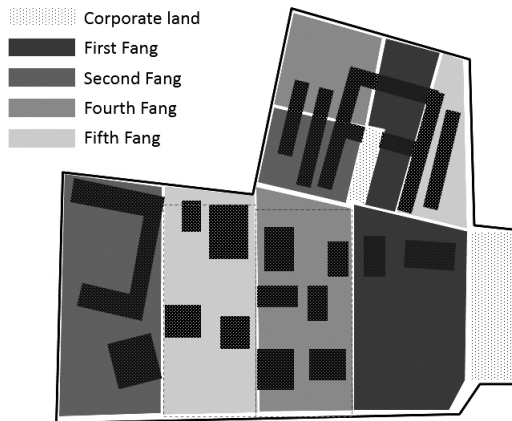 Corporate land
First Fang
Second Fang
Fourth Fang
Fifth Fang